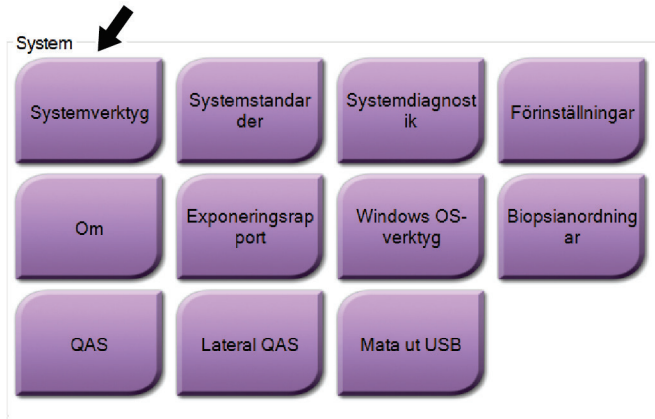 System
Systemverktyg
Systemstandar
der
Systemdiagnost
ik
Förinställningar
Om
Exponeringsrap
port
Windows OS-
verktyg
Biopsianordning
ar
QAS
Lateral QAS
Mata ut USB